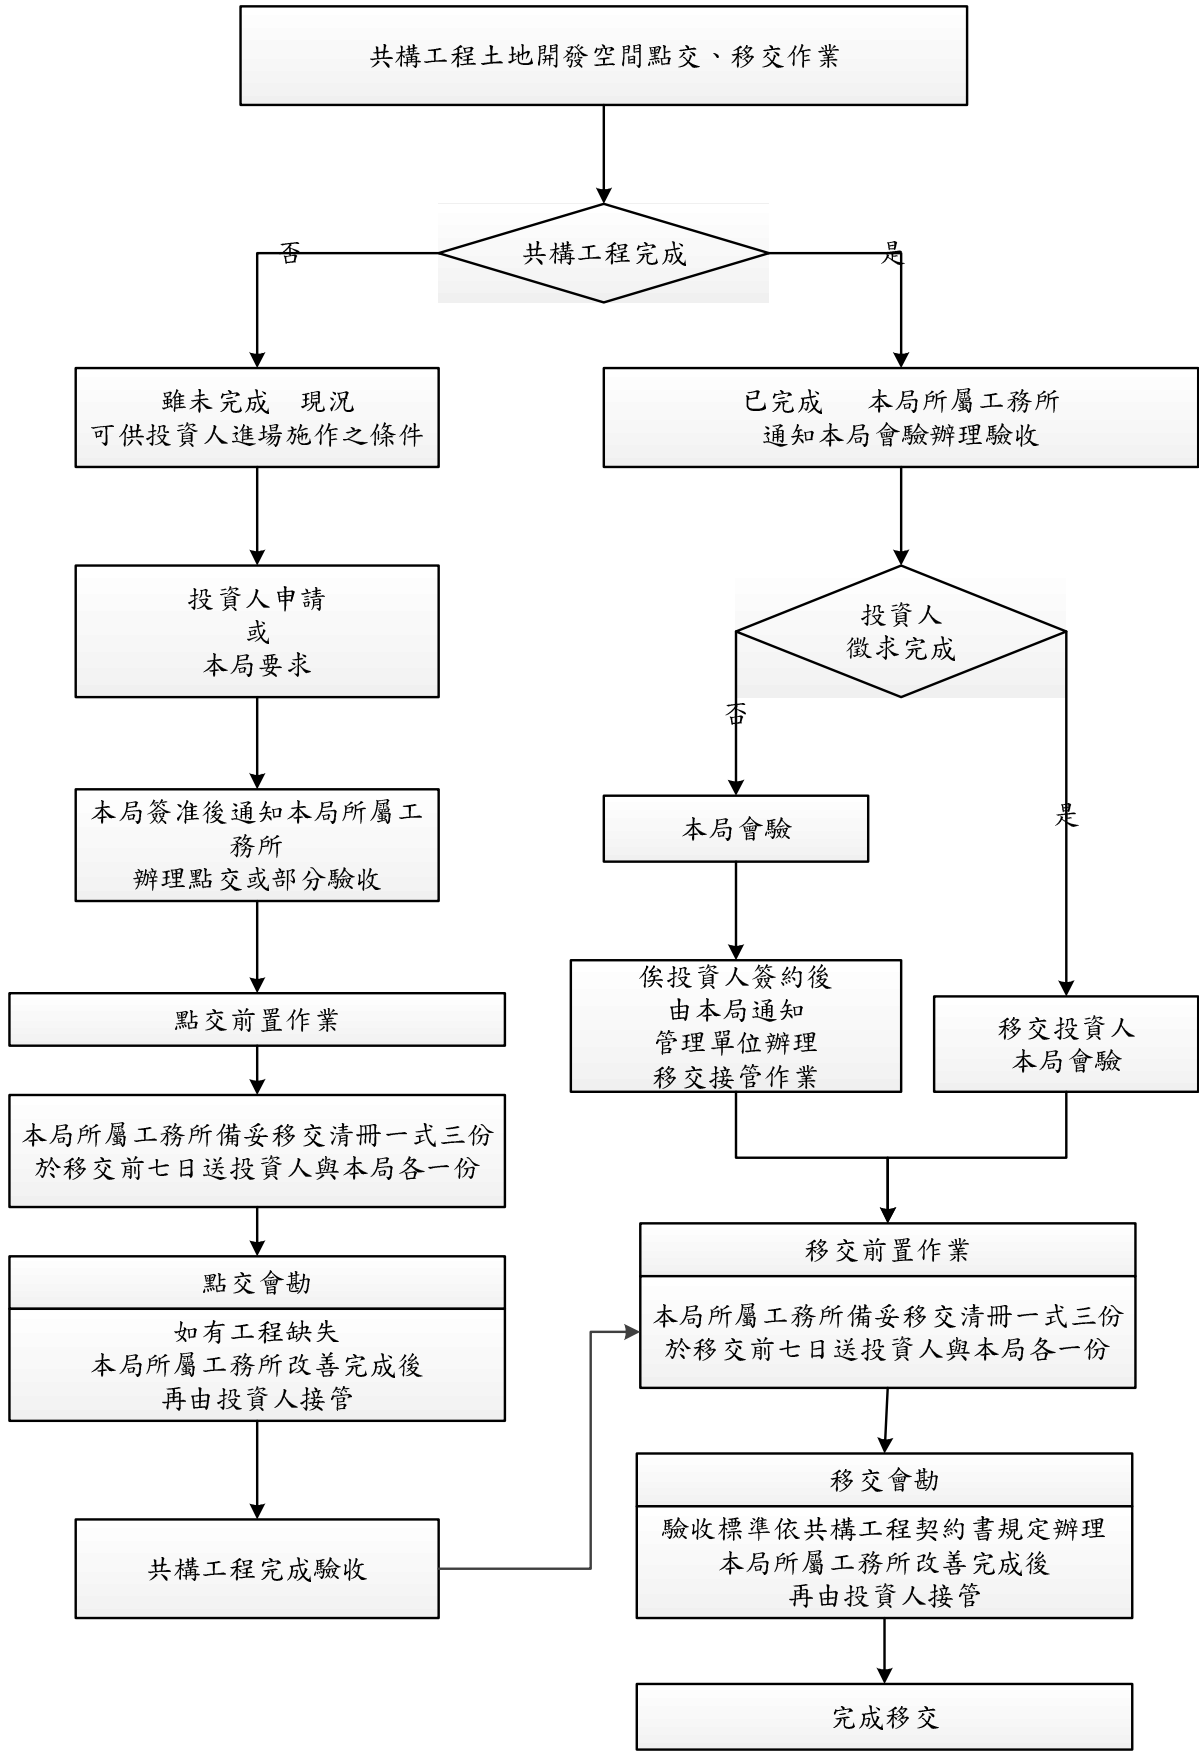 共構工程土地開發空間點交、移交作業
共構工程完成
否
是
雖未完成 現況
可供投資人進場施作之條件
投資人申請
或
本局要求
本局簽准後通知本局所屬工
務所
辦理點交或部分驗收
點交前置作業
本局所屬工務所備妥移交清冊一式三份
於移交前七日送投資人與本局各一份
點交會勘
如有工程缺失
本局所屬工務所改善完成後
再由投資人接管
共構工程完成驗收
已完成 本局所屬工務所
通知本局會驗辦理驗收
投資人
徵求完成
否
是
本局會驗
俟投資人簽約後
由本局通知
管理單位辦理
移交接管作業
移交投資人
本局會驗
移交前置作業
本局所屬工務所備妥移交清冊一式三份
於移交前七日送投資人與本局各一份
移交會勘
驗收標準依共構工程契約書規定辦理
本局所屬工務所改善完成後
再由投資人接管
完成移交